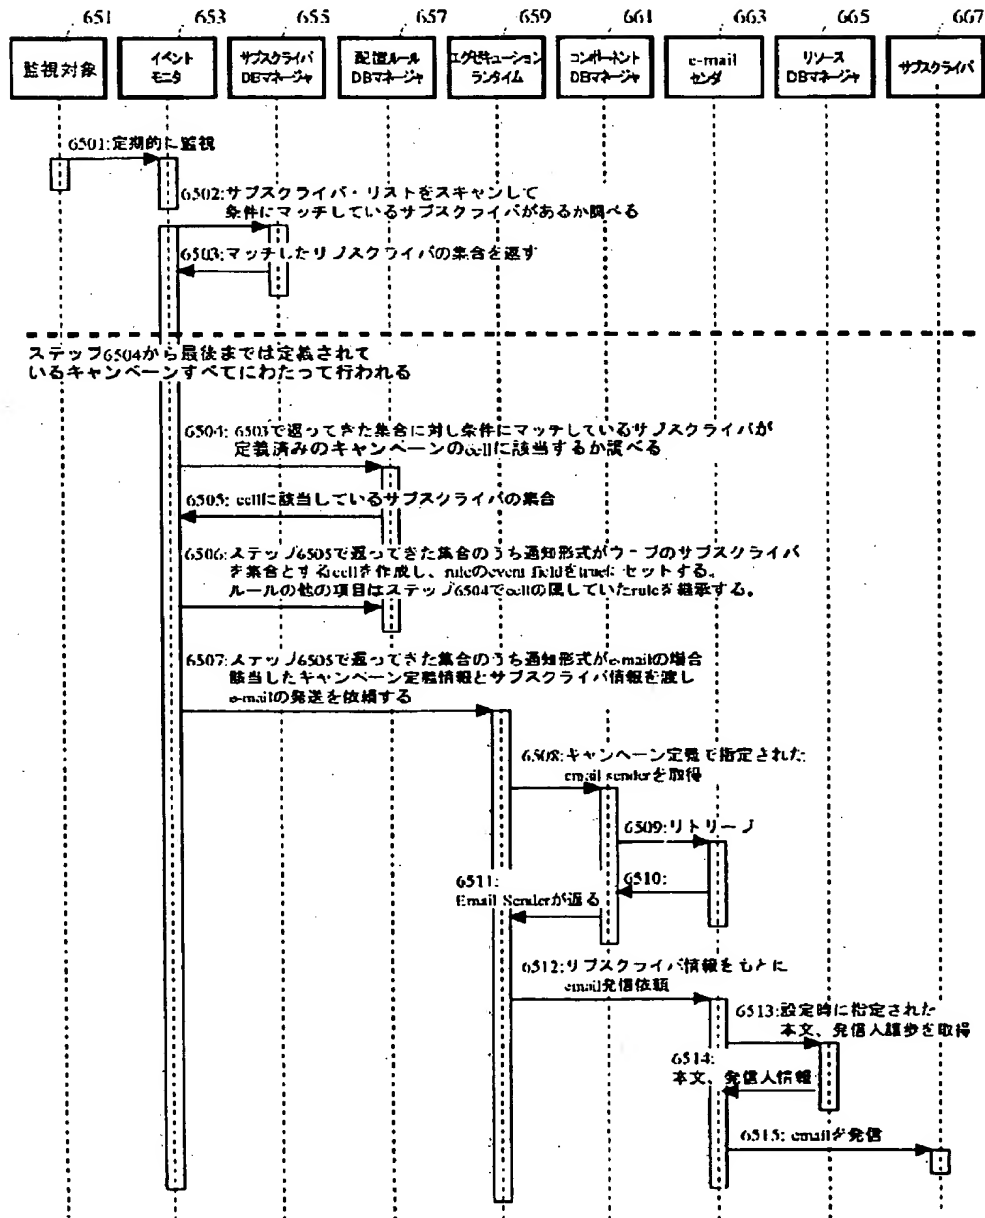 651 653 655 657 659 661 663 665 667
監視対象
イベント
モニタ
サブスクライバ
DBマネージャ
配置ルール
DBマネージャ
エグゼキューション
ランタイム
コンポーネント
DBマネージャ
e-mail
センダ
リソース
DBマネージャ
サブスクライバ
6501:定期的に監視
6502:サブスクライバ・リストをスキャンして
条件にマッチしているサブスクライバがあるか調べる
6503:マッチしたサブスクライバの集合を返す
ステップ6504から最後までは定義されて
いるキャンペーンすべてにわたって行われる
6504: 6503で返ってきた集合に対し条件にマッチしているサブスクライバが
定義済みのキャンペーンのcellに該当するか調べる
6505: cellに該当しているサブスクライバの集合
6506:ステップ6505で返ってきた集合のうち通知形式がウェブのサブスクライバ
を集合とするcellを作成し、ruleのevent fieldをtrueにセットする。
ルールの他の項目はステップ6504でcellの属していたruleを継承する。
6507:ステップ6505で返ってきた集合のうち通知形式がe-mailの場合
該当したキャンペーン定義情報とサブスクライバ情報を渡し
e-mailの発送を依頼する
6508:キャンペーン定義で指定された
email senderを取得
6509:リトリーブ
6510:
6511:
Email Senderが返る
6512:サブスクライバ情報をもとに
email発信依頼
6513:設定時に指定された
本文、発信人を取得
6514:
本文、発信人情報
6515: emailを発信